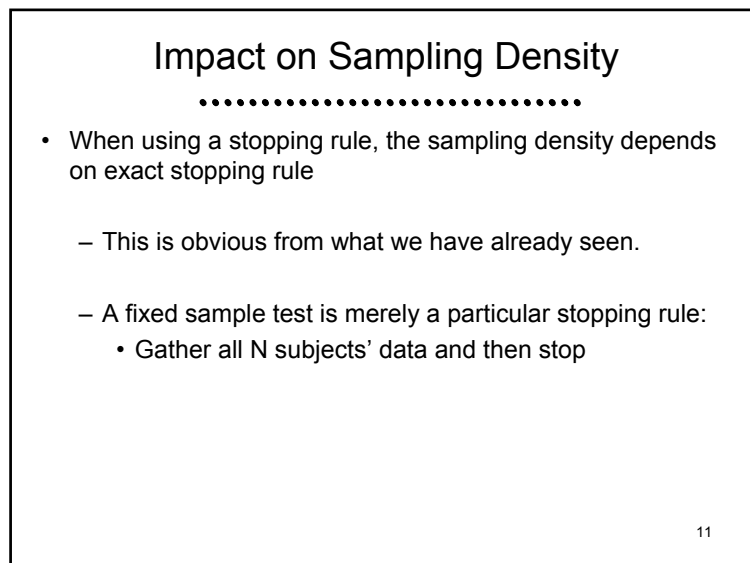 Impact on Sampling Density
• When using a stopping rule, the sampling density depends
on exact stopping rule
– This is obvious from what we have already seen.
– A fixed sample test is merely a particular stopping rule:
• Gather all N subjects’ data and then stop
11